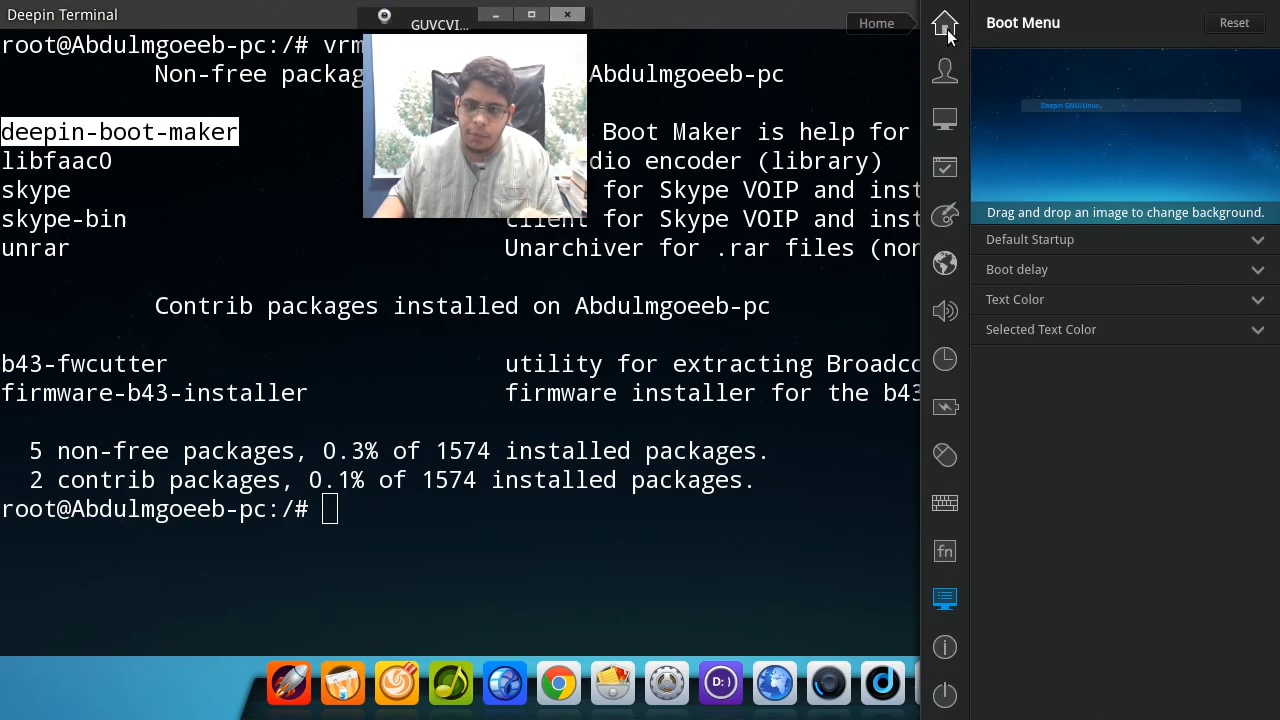 Deepin Terminal
GUVCVI...
Home
Boot Menu
Reset
root@Abdulmgoeeb-pc:/# vrm
Non-free packag Abdulmgoeeb-pc
deepin-boot-maker Boot Maker is help for
libfaac0 dio encoder (library)
skype for Skype VOIP and inst
skype-bin client for Skype VOIP and inst
unrar Unarchiver for .rar files (non
Contrib packages installed on Abdulmgoeeb-pc
b43-fwcutter utility for extracting Broadco
firmware-b43-installer firmware installer for the b43
5 non-free packages, 0.3% of 1574 installed packages.
2 contrib packages, 0.1% of 1574 installed packages.
root@Abdulmgoeeb-pc:/#
Deepin GNU/Linux
Drag and drop an image to change background.
Default Startup
Boot delay
Text Color
Selected Text Color
fn
D:)
d